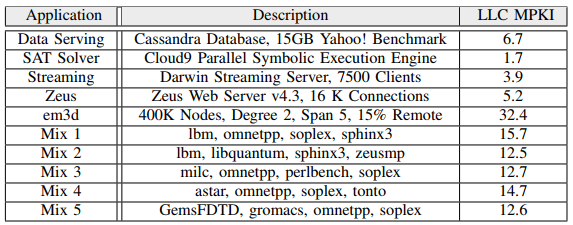 Application Description LLC MPKI
Data Serving Cassandra Database, 15GB Yahoo! Benchmark 6.7
SAT Solver Cloud9 Parallel Symbolic Execution Engine 1.7
Streaming Darwin Streaming Server, 7500 Clients 3.9
Zeus Zeus Web Server v4.3, 16 K Connections 5.2
em3d 400K Nodes, Degree 2, Span 5, 15% Remote 32.4
Mix 1 lbm, omnetpp, soplex, sphinx3 15.7
Mix 2 lbm, libquantum, sphinx3, zeusmp 12.5
Mix 3 milc, omnetpp, perlbench, soplex 12.7
Mix 4 astar, omnetpp, soplex, tonto 14.7
Mix 5 GemsFDTD, gromacs, omnetpp, soplex 12.6